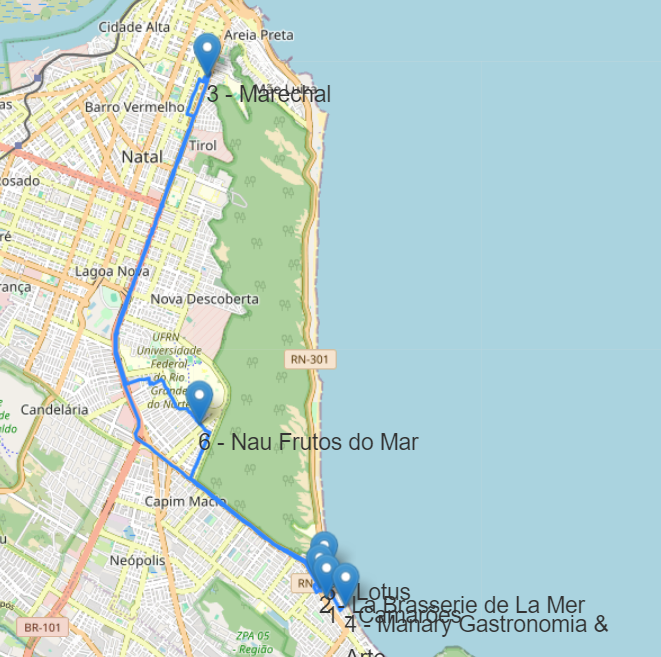 Cidade Alta
Areia Preta
Mãe Luiza
3 - Marechal
Barro Vermelho
Natal
Tirol
osado
ré
Lagoa Nova
rança
Nova Descoberta
UFRN
Universidade
Federal
do Rio
Grande
do Norte
RN-301
Candelária
6 - Nau Frutos do Mar
Capim Macio
Neópolis
RN-
Lotus
2 - La Brasserie de La Mer
1 - Camarões
4 - Manary Gastronomia &
Arte
BR-101
ZPA 05
- Região